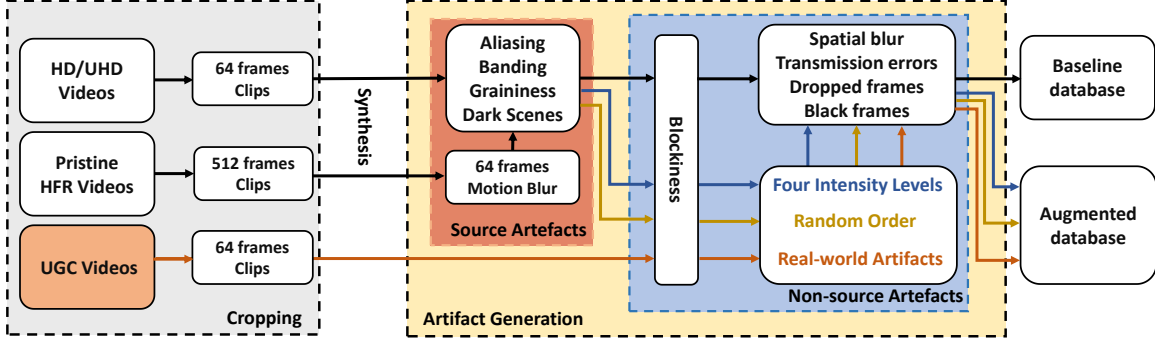 HD/UHD
Videos
64 frames
Clips
Pristine
HFR Videos
512 frames
Clips
UGC Videos
64 frames
Clips
Cropping
Synthesis
Aliasing
Banding
Graininess
Dark Scenes
64 frames
Motion Blur
Source Artefacts
Artifact Generation
Blockiness
Spatial blur
Transmission errors
Dropped frames
Black frames
Four Intensity Levels
Random Order
Real-world Artifacts
Non-source Artefacts
Baseline
database
Augmented
database